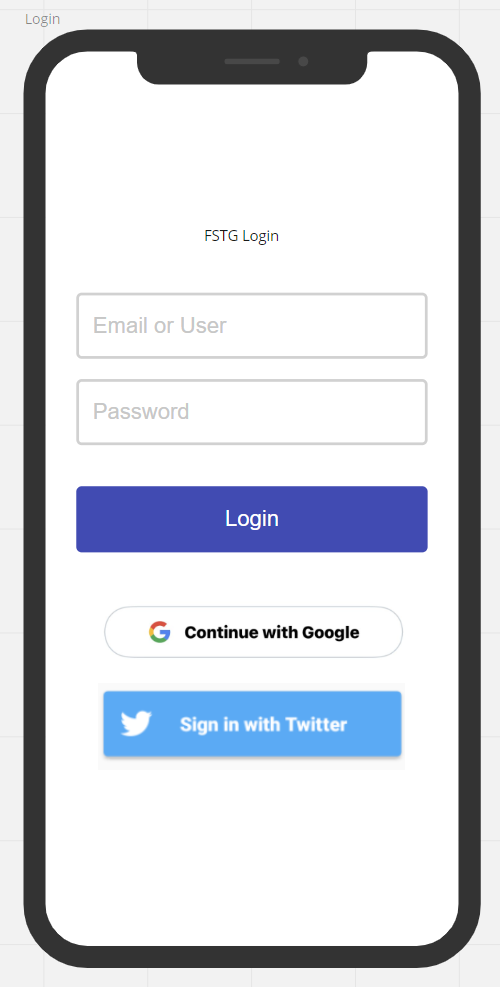 Login
FSTG Login
Email or User
Password
Login
Continue with Google
Sign in with Twitter